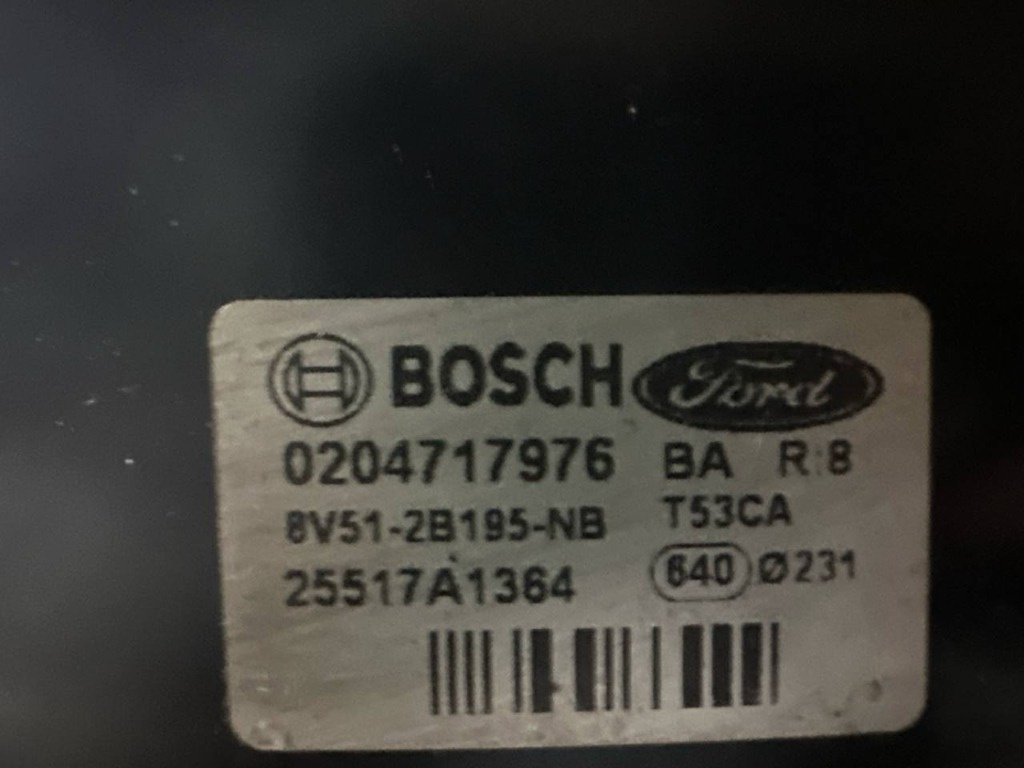 BOSCH Ford
0204717976 BA R:8
8V51-2B195-NB T53CA
25517A1364 640 Ø231